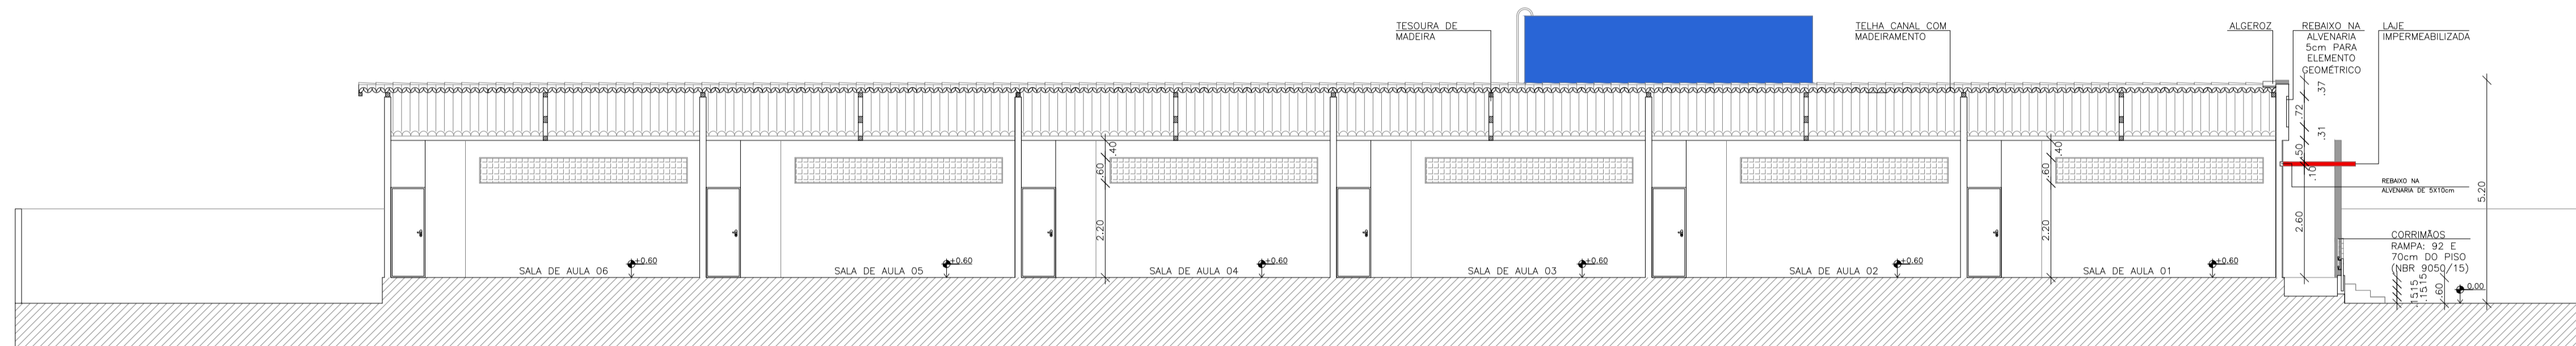 TESOURA DE
MADEIRA
TELHA CANAL COM
MADEIRAMENTO
ALGEROZ
REBAIXO NA
ALVENARIA
5cm PARA
ELEMENTO
GEOMÉTRICO
LAJE
IMPERMEABILIZADA
.37
.72
.31
.50
.10
2.60
5.20
REBAIXO NA
ALVENARIA DE 5X10cm
CORRIMÃOS
RAMPA: 92 E
70cm DO PISO
(NBR 9050/15)
.1515
.1515
.60
0.00
.40
.60
2.20
.40
.60
2.20
SALA DE AULA 06
+0.60
SALA DE AULA 05
+0.60
SALA DE AULA 04
+0.60
SALA DE AULA 03
+0.60
SALA DE AULA 02
+0.60
SALA DE AULA 01
+0.60